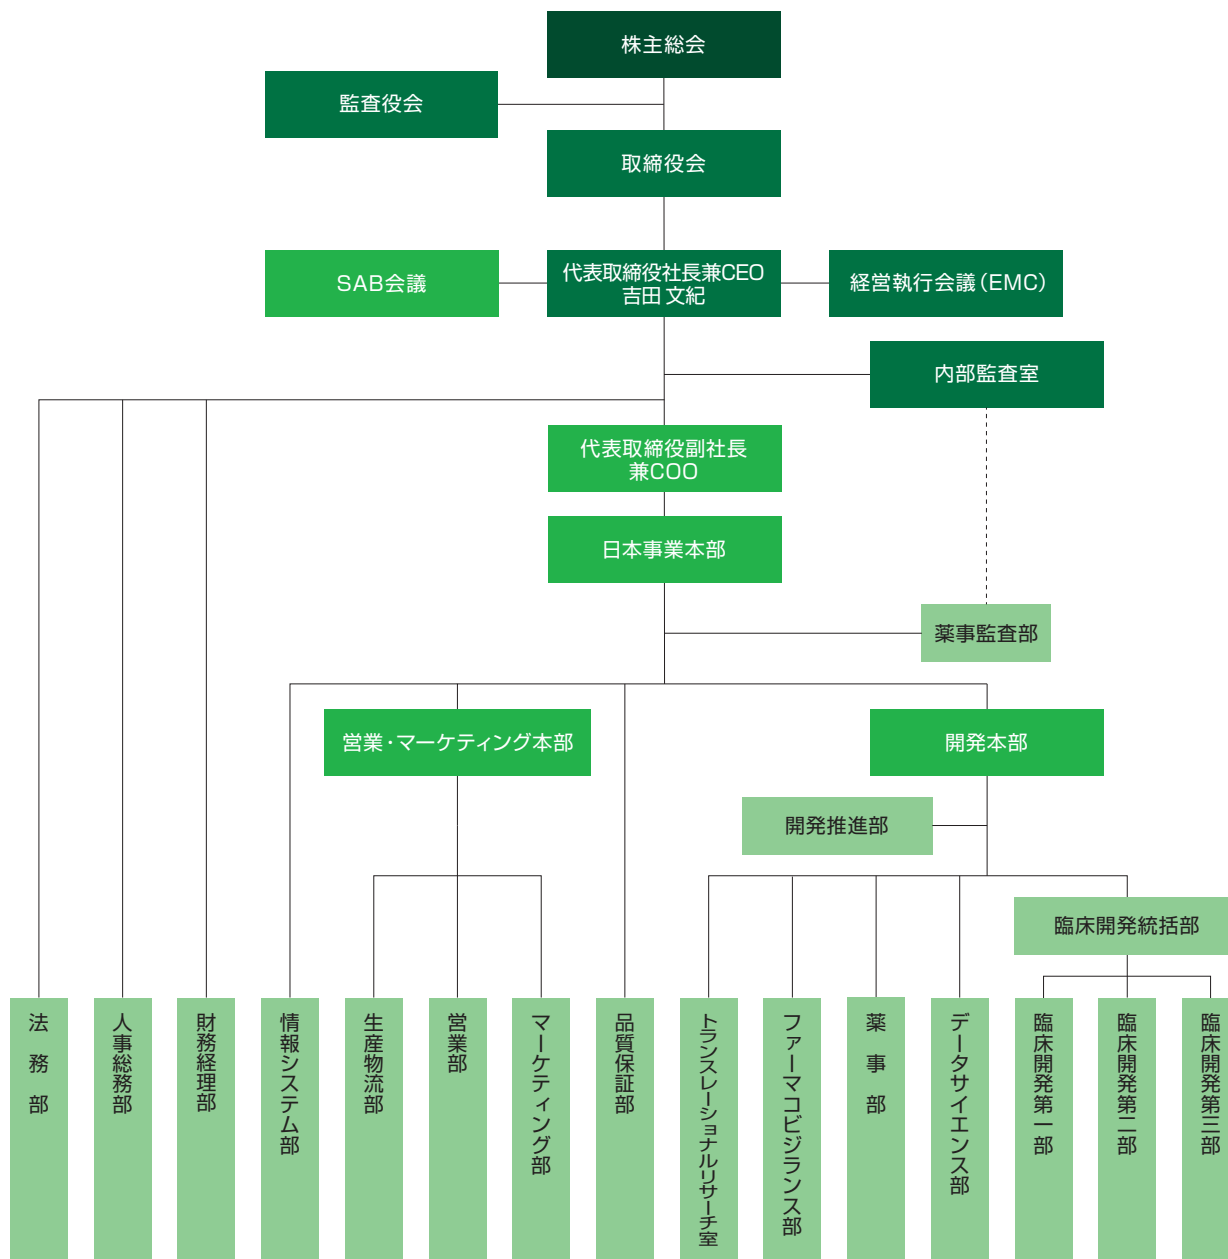 株主総会
監査役会
取締役会
SAB会議
代表取締役社長兼CEO
吉田 文紀
経営執行会議(EMC)
内部監査室
代表取締役副社長
兼COO
日本事業本部
薬事監査部
営業・マーケティング本部
開発本部
開発推進部
臨床開発統括部
法務部
人事総務部
財務経理部
情報システム部
生産物流部
営業部
マーケティング部
品質保証部
トランスレーショナルリサーチ室
ファーマコビジランス部
薬事部
データサイエンス部
臨床開発第一部
臨床開発第二部
臨床開発第三部